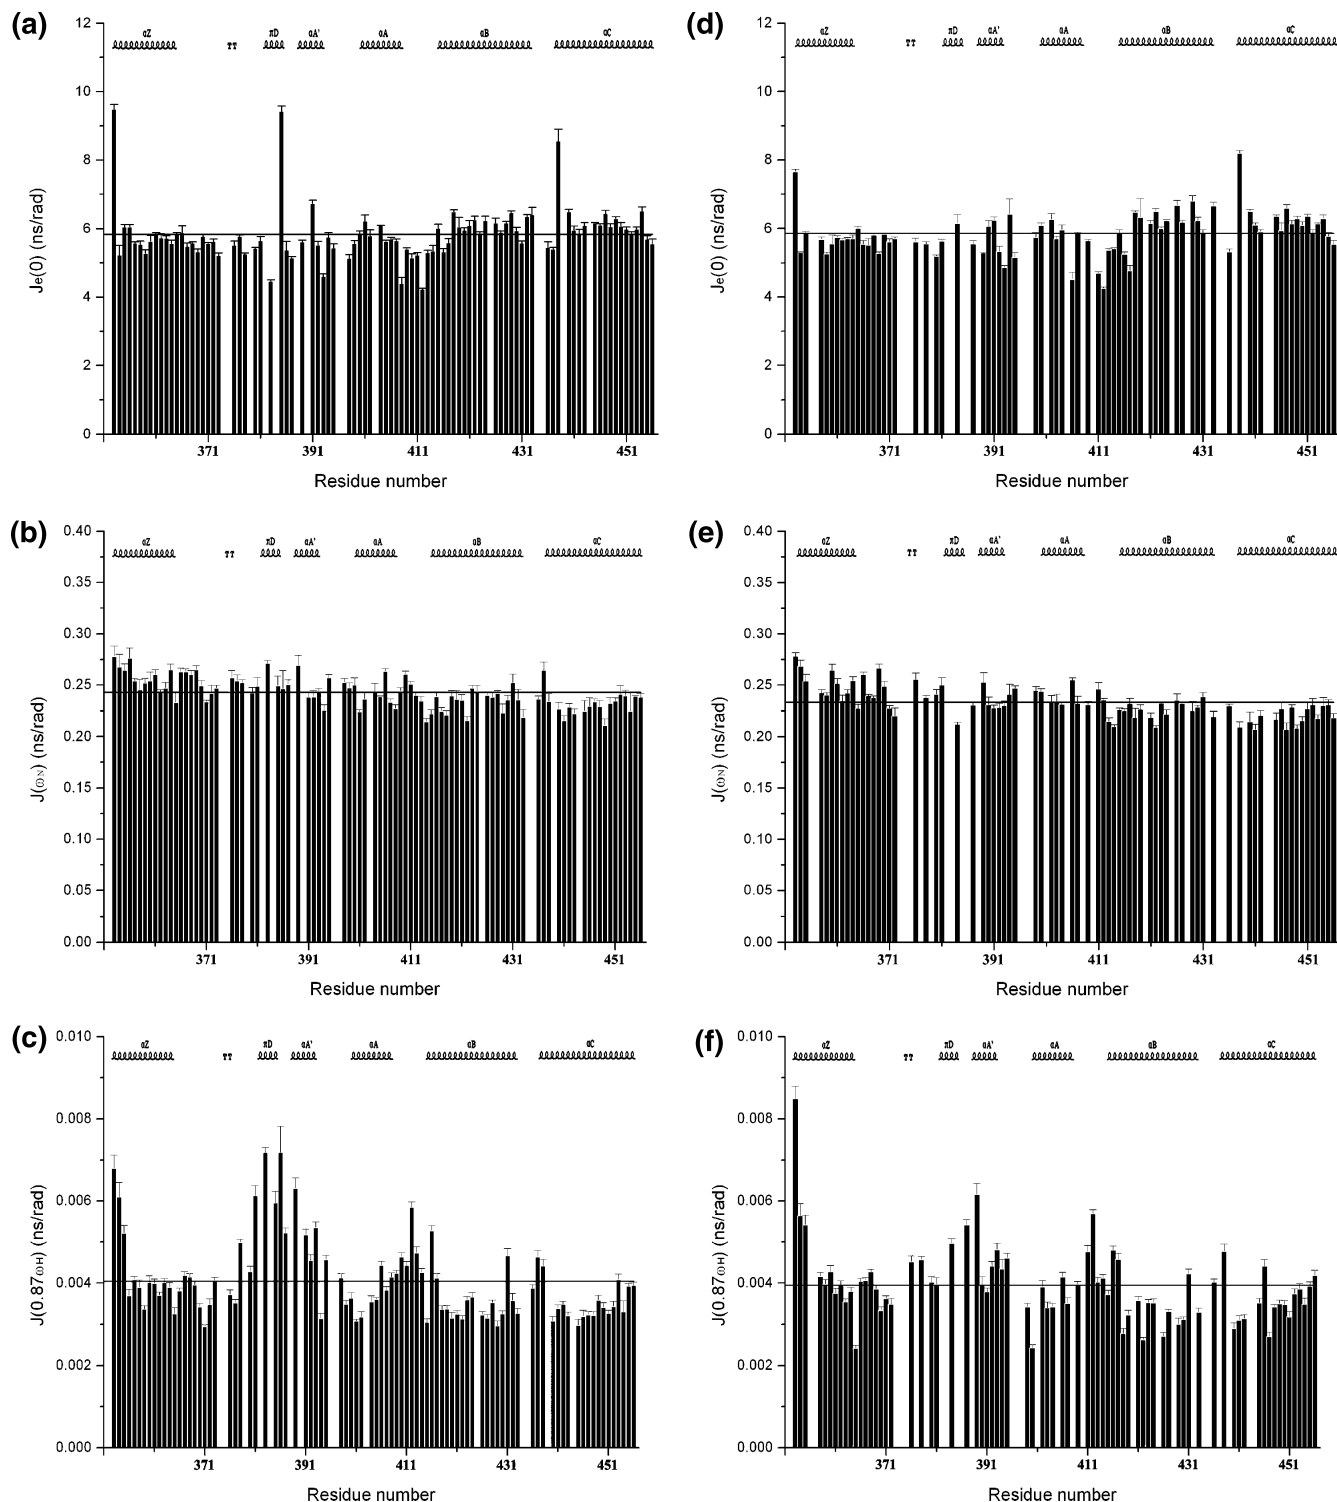 (a)
12
10
8
6
4
2
0
Je(0) (ns/rad)
αZ TT πD αA' αA αB αC
371 391 411 431 451
Residue number
(d)
12
10
8
6
4
2
0
Je(0) (ns/rad)
αZ TT πD αA' αA αB αC
371 391 411 431 451
Residue number
(b)
0.40
0.35
0.30
0.25
0.20
0.15
0.10
0.05
0.00
J(ωN) (ns/rad)
αZ TT πD αA' αA αB αC
371 391 411 431 451
Residue number
(e)
0.40
0.35
0.30
0.25
0.20
0.15
0.10
0.05
0.00
J(ωN) (ns/rad)
αZ TT πD αA' αA αB αC
371 391 411 431 451
Residue number
(c)
0.010
0.008
0.006
0.004
0.002
0.000
J(0.87ωH) (ns/rad)
αZ TT πD αA' αA αB αC
371 391 411 431 451
Residue number
(f)
0.010
0.008
0.006
0.004
0.002
0.000
J(0.87ωH) (ns/rad)
αZ TT πD αA' αA αB αC
371 391 411 431 451
Residue number